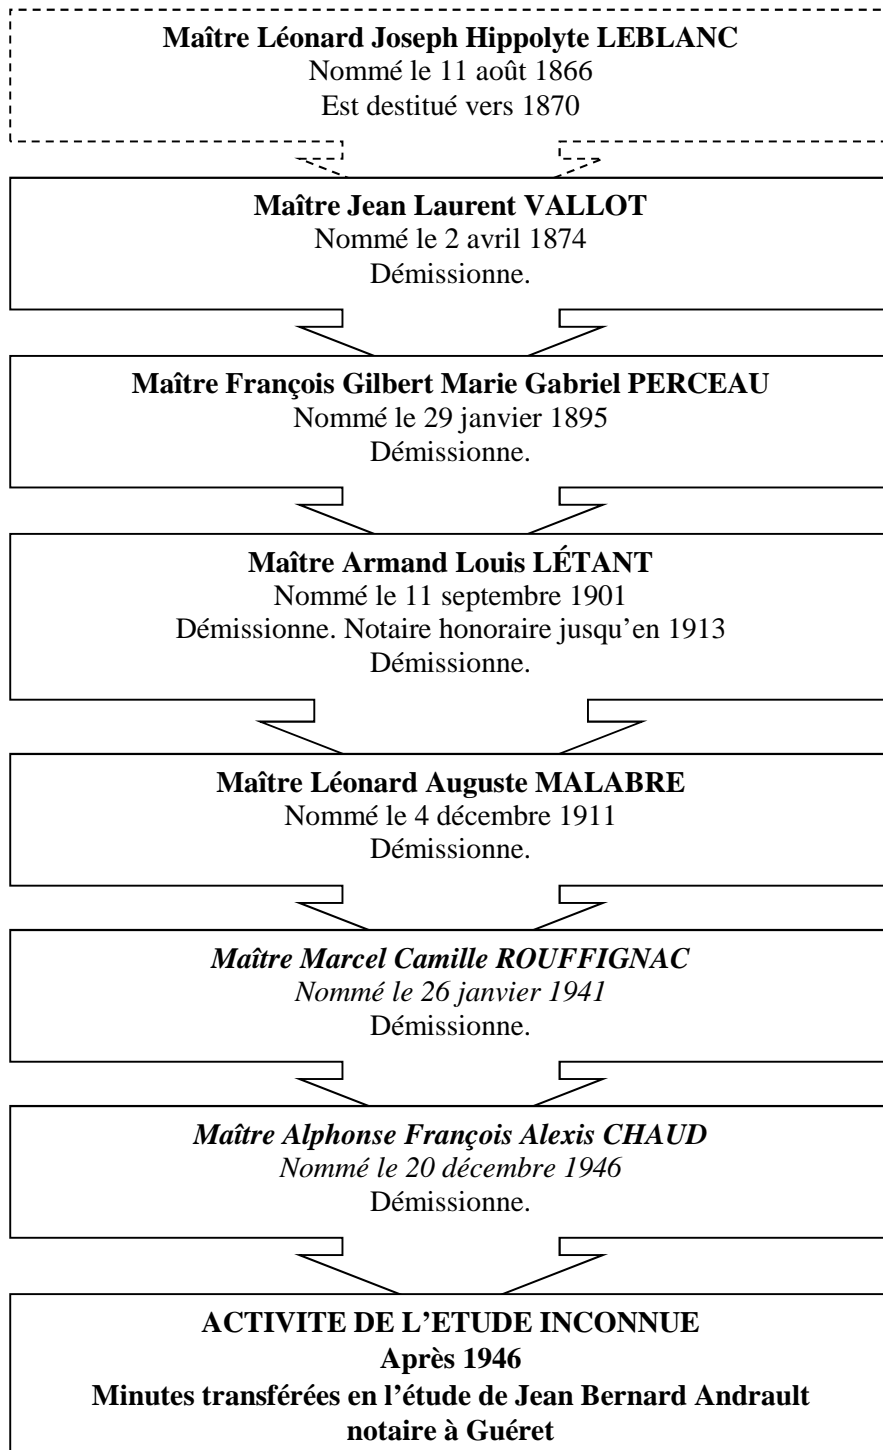 Maître Léonard Joseph Hippolyte LEBLANC
Nommé le 11 août 1866
Est destitué vers 1870
Maître Jean Laurent VALLOT
Nommé le 2 avril 1874
Démissionne.
Maître François Gilbert Marie Gabriel PERCEAU
Nommé le 29 janvier 1895
Démissionne.
Maître Armand Louis LÉTANT
Nommé le 11 septembre 1901
Démissionne. Notaire honoraire jusqu’en 1913
Démissionne.
Maître Léonard Auguste MALABRE
Nommé le 4 décembre 1911
Démissionne.
Maître Marcel Camille ROUFFIGNAC
Nommé le 26 janvier 1941
Démissionne.
Maître Alphonse François Alexis CHAUD
Nommé le 20 décembre 1946
Démissionne.
ACTIVITE DE L’ETUDE INCONNUE
Après 1946
Minutes transférées en l’étude de Jean Bernard Andrault
notaire à Guéret